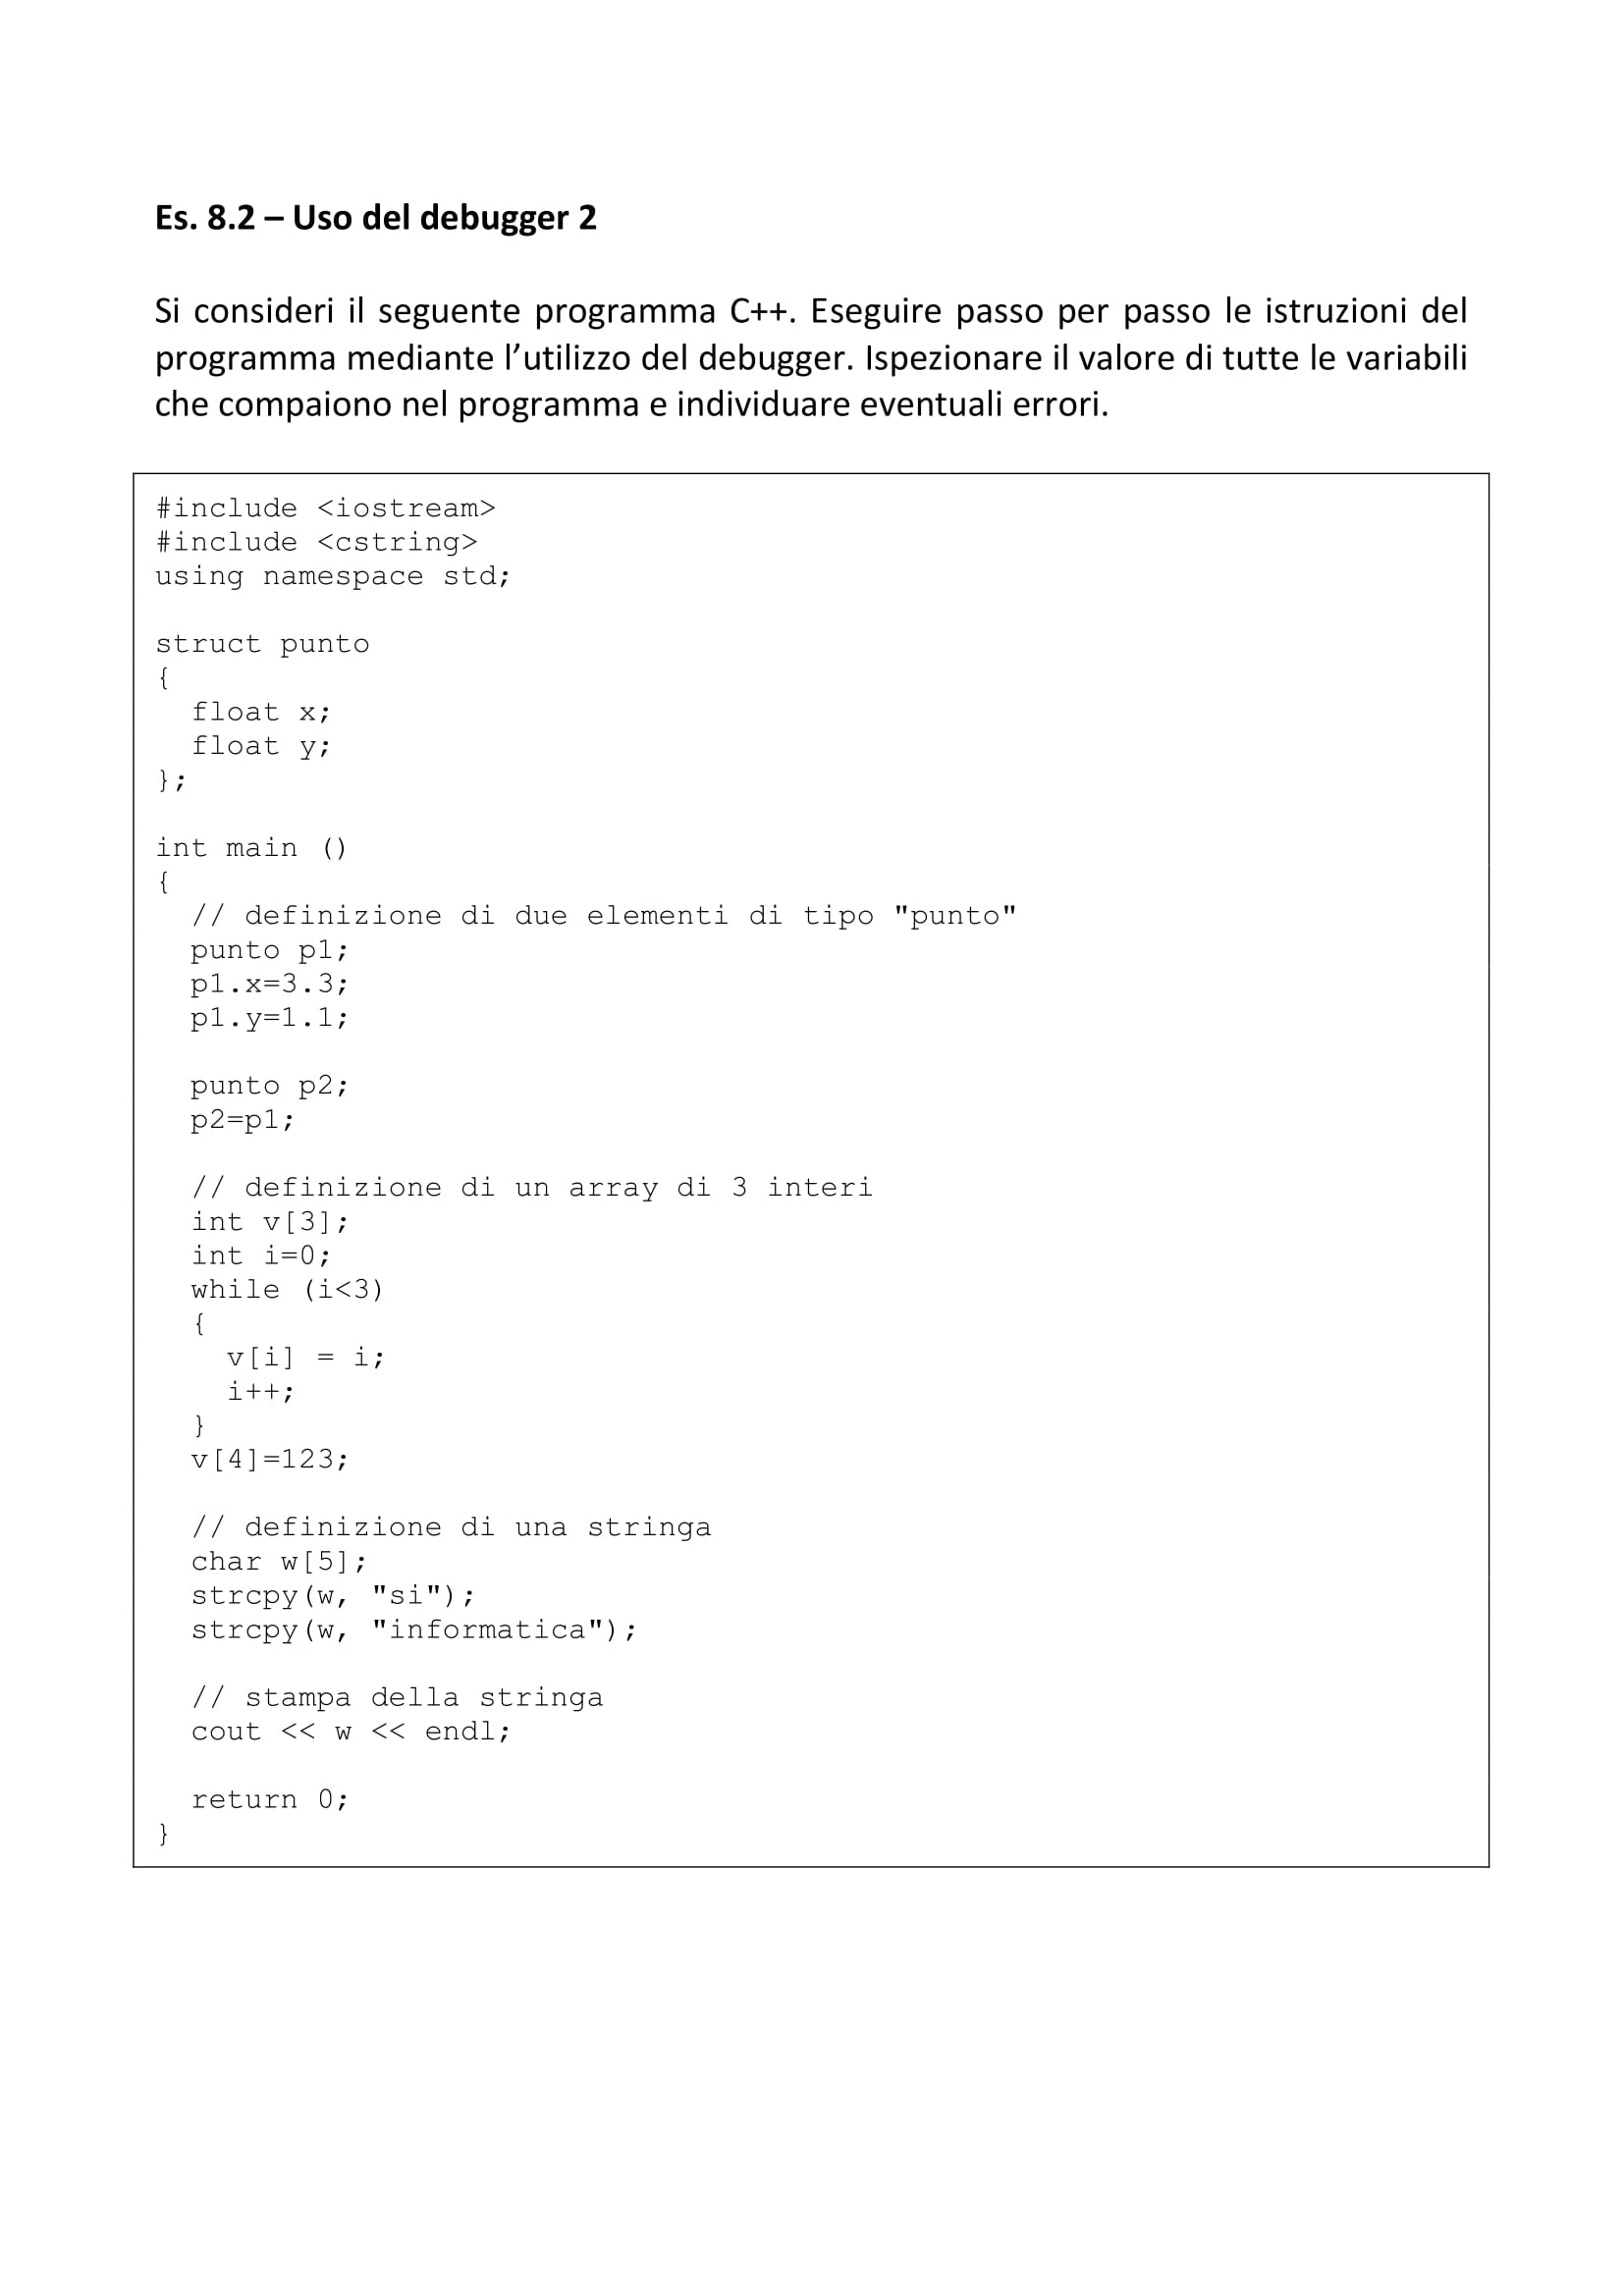 Es. 8.2 – Uso del debugger 2
Si consideri il seguente programma C++. Eseguire passo per passo le istruzioni del
programma mediante l’utilizzo del debugger. Ispezionare il valore di tutte le variabili
che compaiono nel programma e individuare eventuali errori.
#include <iostream>
#include <cstring>
using namespace std;
struct punto
{
  float x;
  float y;
};
int main ()
{
  // definizione di due elementi di tipo "punto"
  punto p1;
  p1.x=3.3;
  p1.y=1.1;
  punto p2;
  p2=p1;
  // definizione di un array di 3 interi
  int v[3];
  int i=0;
  while (i<3)
  {
    v[i] = i;
    i++;
  }
  v[4]=123;
  // definizione di una stringa
  char w[5];
  strcpy(w, "si");
  strcpy(w, "informatica");
  // stampa della stringa
  cout << w << endl;
  return 0;
}